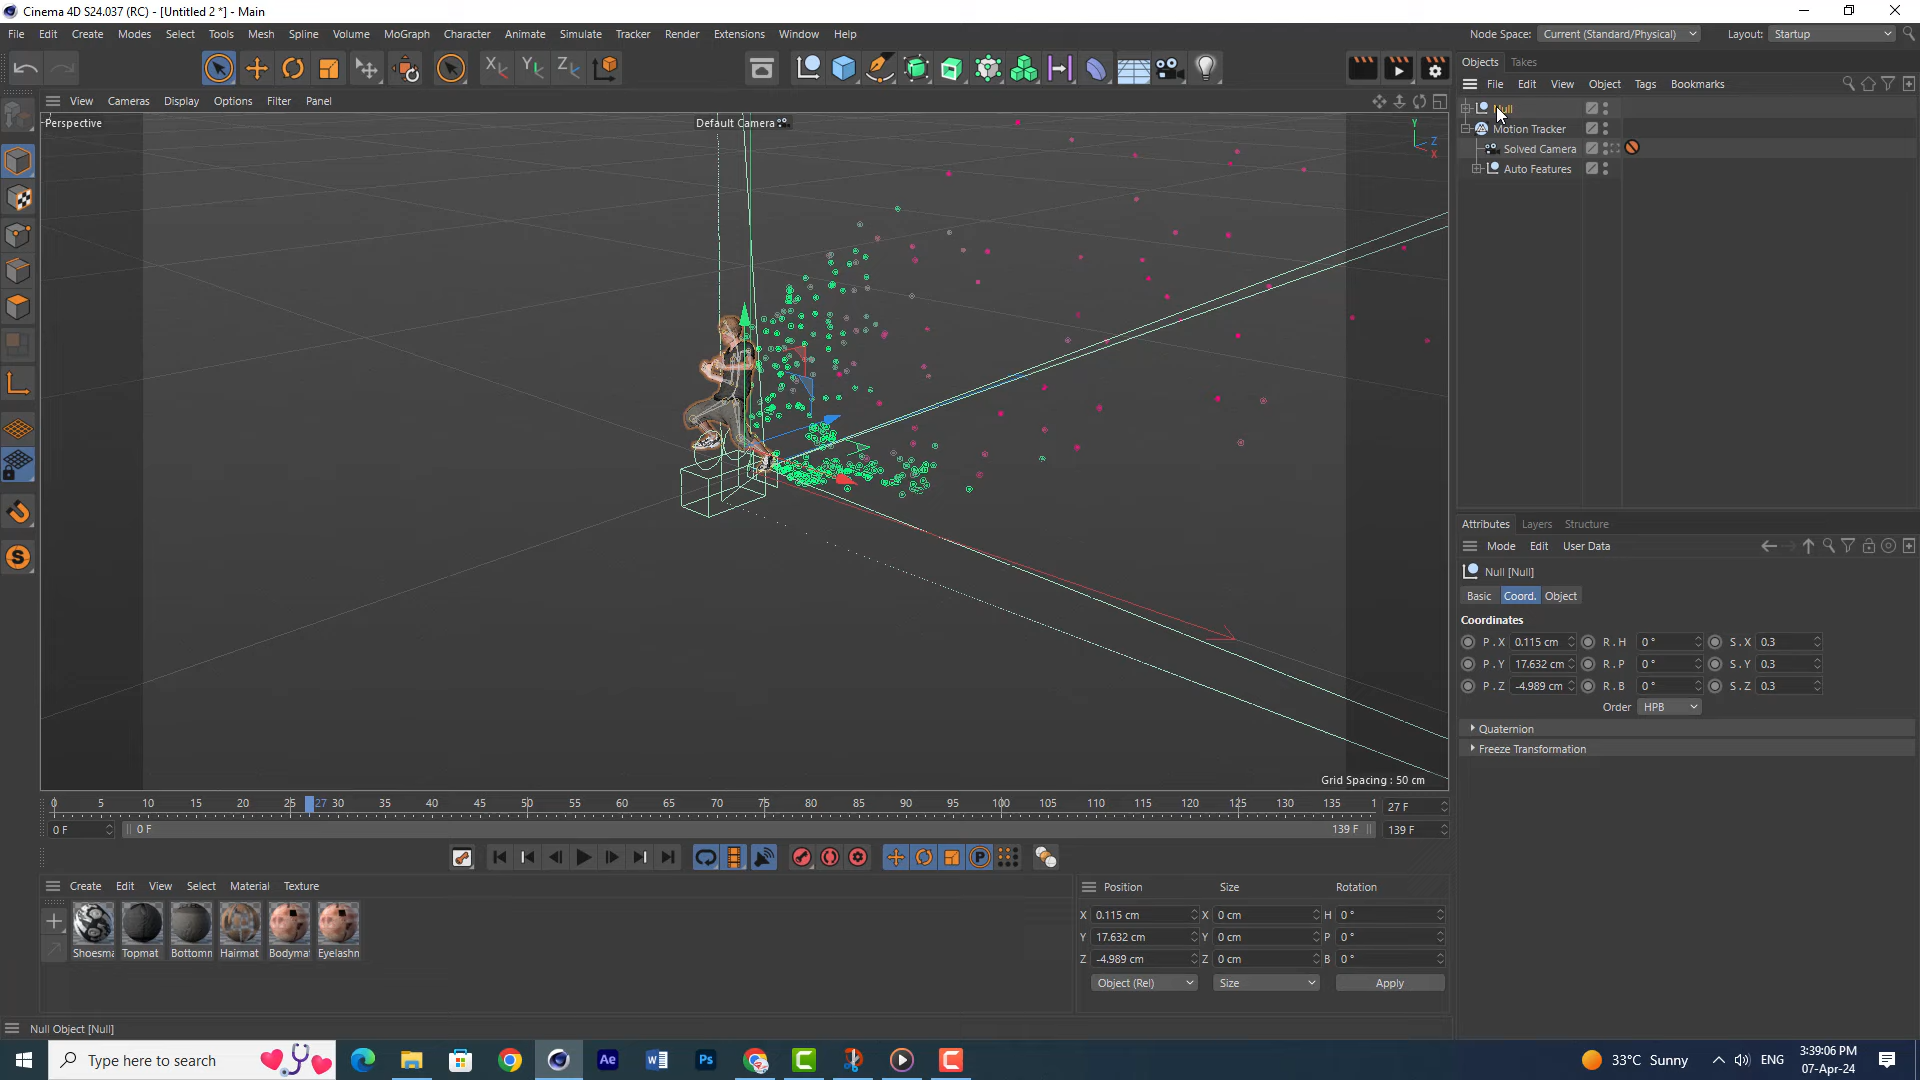 Cinema 4D S24.037 (RC) - [Untitled 2 *] - Main
File Edit Create Modes Select Tools Mesh Spline Volume MoGraph Character Animate Simulate Tracker Render Extensions Window Help
Node Space: Current (Standard/Physical) Layout: Startup
Objects Takes
File Edit View Object Tags Bookmarks
View Cameras Display Options Filter Panel
Perspective
Default Camera
Y
Z
X
Null
Motion Tracker
Solved Camera
Auto Features
Attributes Layers Structure
Mode Edit User Data
Null [Null]
Basic Coord. Object
Coordinates
P . X 0.115 cm R . H 0 ° S . X 0.3
P . Y 17.632 cm R . P 0 ° S . Y 0.3
P . Z -4.989 cm R . B 0 ° S . Z 0.3
Order HPB
Quaternion
Freeze Transformation
Grid Spacing : 50 cm
0 5 10 15 20 25 27 30 35 40 45 50 55 60 65 70 75 80 85 90 95 100 105 110 115 120 125 130 135 1 27 F
0 F 0 F 139 F 139 F
Create Edit View Select Material Texture
Shoesma Topmat Bottomn Hairmat Bodymat Eyelashn
Position Size Rotation
X 0.115 cm X 0 cm H 0 °
Y 17.632 cm Y 0 cm P 0 °
Z -4.989 cm Z 0 cm B 0 °
Object (Rel) Size Apply
Null Object [Null]
Type here to search
33°C Sunny
ENG
3:39:06 PM
07-Apr-24